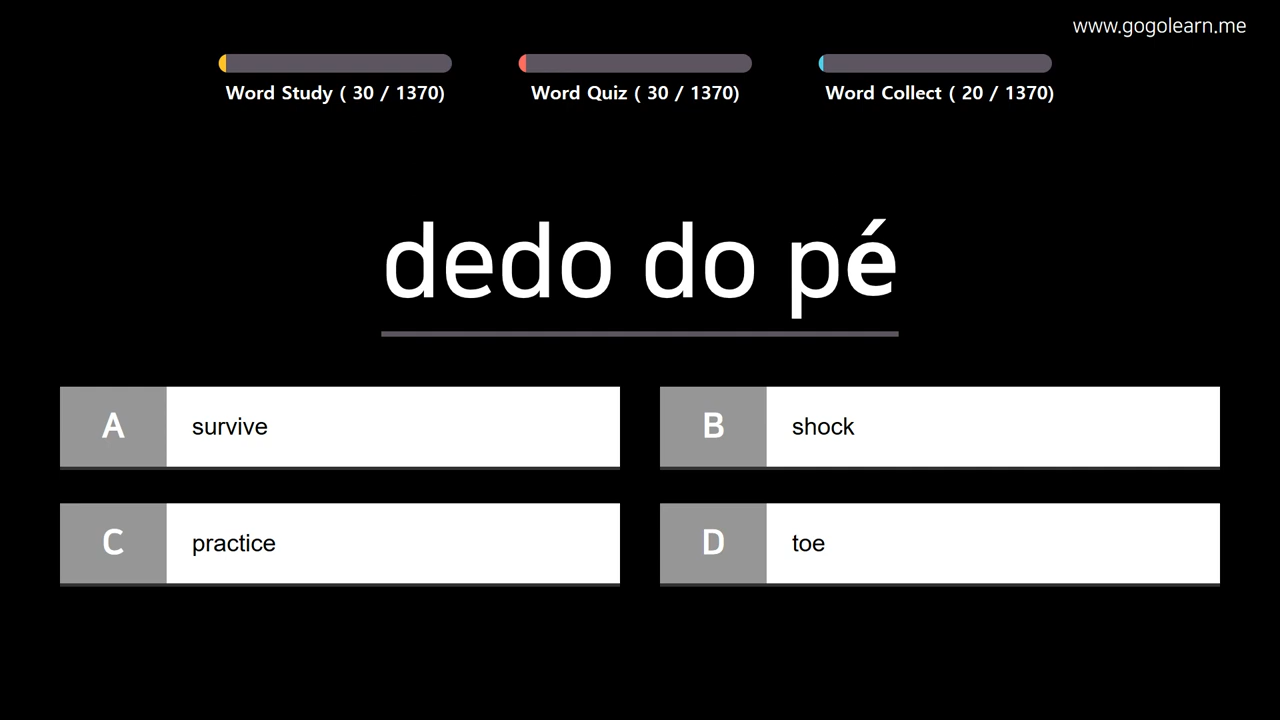 www.gogolearn.me
Word Study ( 30 / 1370)
Word Quiz ( 30 / 1370)
Word Collect ( 20 / 1370)
dedo do pé
A survive
B shock
C practice
D toe